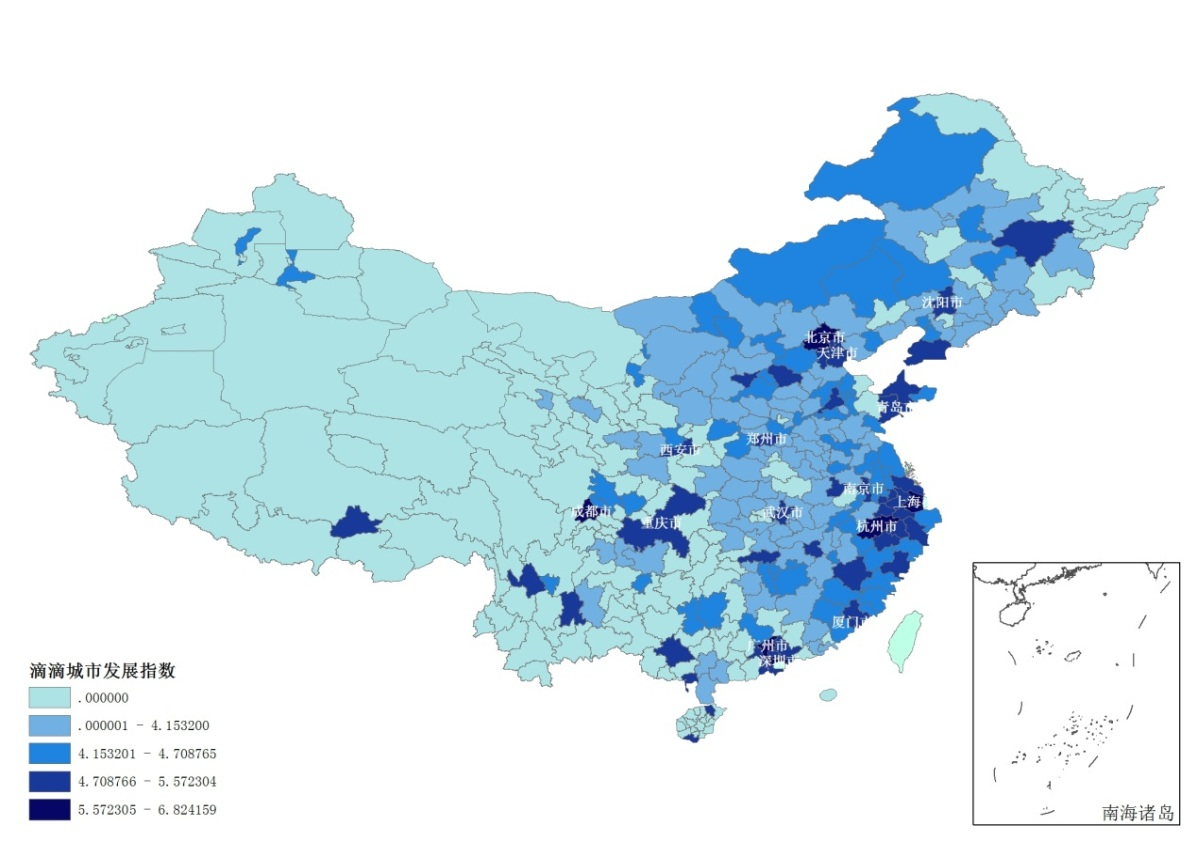 沈阳市
北京市
天津市
青岛市
郑州市
西安市
南京市
上海
成都市
武汉市
重庆市
杭州市
厦门市
广州市
深圳市
滴滴城市发展指数
.000000
.000001 - 4.153200
4.153201 - 4.708765
4.708766 - 5.572304
5.572305 - 6.824159
南海诸岛